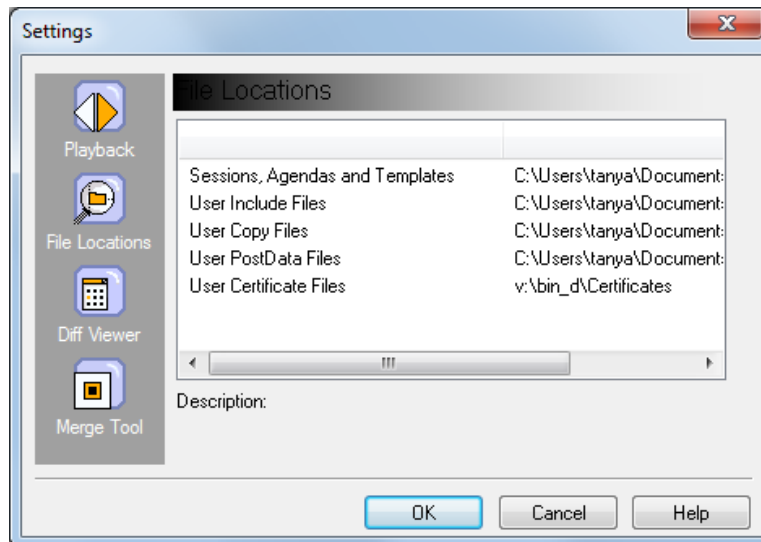 Settings
Playback
File Locations
Diff Viewer
Merge Tool
File Locations
Sessions, Agendas and Templates C:\Users\tanya\Document
User Include Files C:\Users\tanya\Document
User Copy Files C:\Users\tanya\Document
User PostData Files C:\Users\tanya\Document
User Certificate Files v:\bin_d\Certificates
Description:
OK Cancel Help